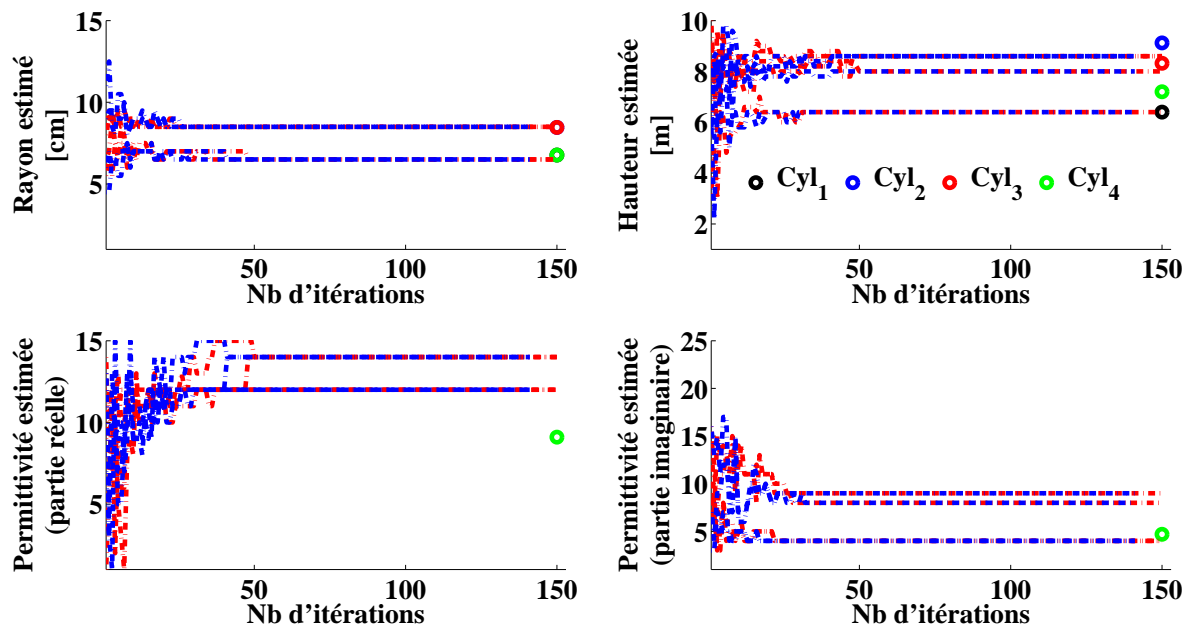 15
10
5
Rayon estimé
[cm]
50
100
150
Nb d'itérations
10
8
6
4
2
Hauteur estimée
[m]
Cyl1
Cyl2
Cyl3
Cyl4
50
100
150
Nb d'itérations
15
10
5
Permittivité estinée
(partie réelle)
50
100
150
Nb d'itérations
25
20
15
10
5
Permittivité estinée
(partie imaginaire)
50
100
150
Nb d'itérations